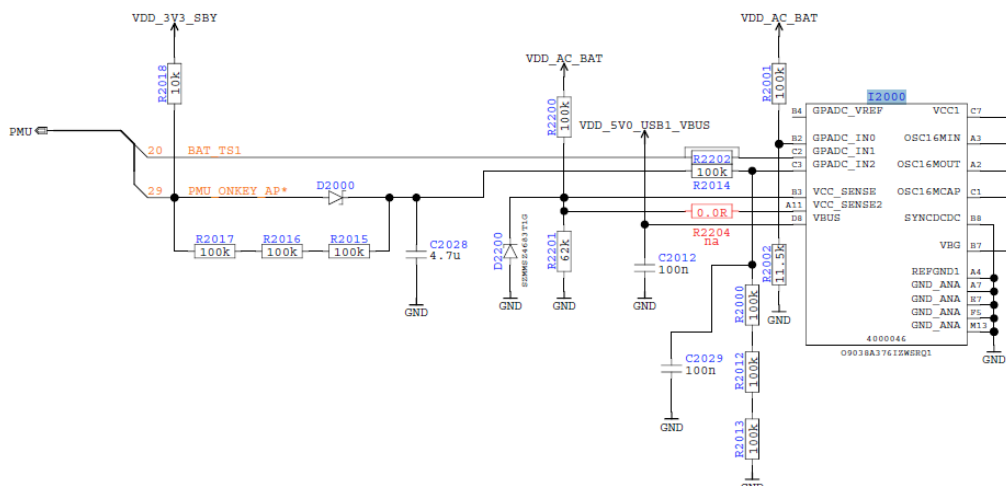 VDD_3V3_SBY
VDD_AC_BAT
VDD_AC_BAT
VDD_5V0_USB1_VBUS
R2018
10k
R2200
100k
R2001
100k
I2000
PMU
20 BAT_TS1
29 PMU_ONKEY_AP*
D2000
R2202
100k
R2014
R2017
100k
R2016
100k
R2015
100k
C2028
4.7u
GND
D2200
SZMMSZ4683T1G
GND
R2201
62k
GND
0.0R
R2204
na
C2012
100n
GND
R2002
11.5k
GND
R2000
100k
R2012
100k
R2013
100k
GND
C2029
100n
GND
B4 GPADC_VREF
B2 GPADC_IN0
C2 GPADC_IN1
C3 GPADC_IN2
B3 VCC_SENSE
A11 VCC_SENSE2
D8 VBUS
VCC1 C7
OSC16MIN A3
OSC16MOUT A2
OSC16MCAP C1
SYNCDCDC B8
VBG B7
REFGND1 A4
GND_ANA A7
GND_ANA E7
GND_ANA F5
GND_ANA M13
GND
4000046
O9038A376IZWSRQ1